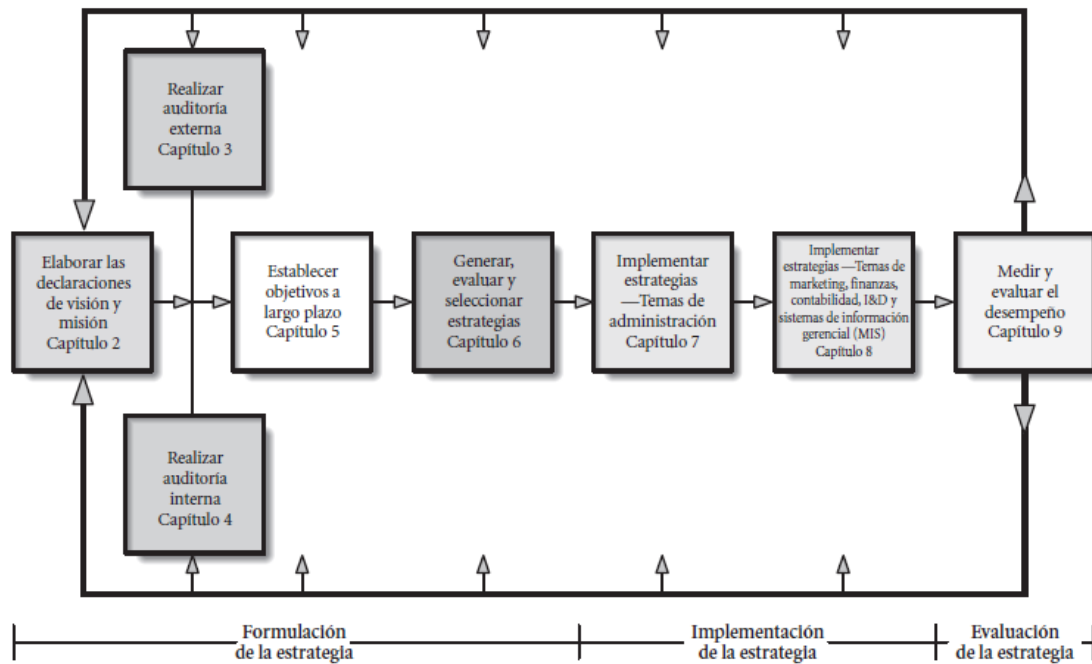 Realizar
auditoría
externa
Capítulo 3
Elaborar las
declaraciones
de visión y
misión
Capítulo 2
Establecer
objetivos a
largo plazo
Capítulo 5
Generar,
evaluar y
seleccionar
estrategias
Capítulo 6
Implementar
estrategias
—Temas de
administración
Capítulo 7
Implementar
estrategias —Temas de
marketing, finanzas,
contabilidad, I&D y
sistemas de información
gerencial (MIS)
Capítulo 8
Medir y
evaluar el
desempeño
Capítulo 9
Realizar
auditoría
interna
Capítulo 4
Formulación
de la estrategia
Implementación
de la estrategia
Evaluación
de la estrategia